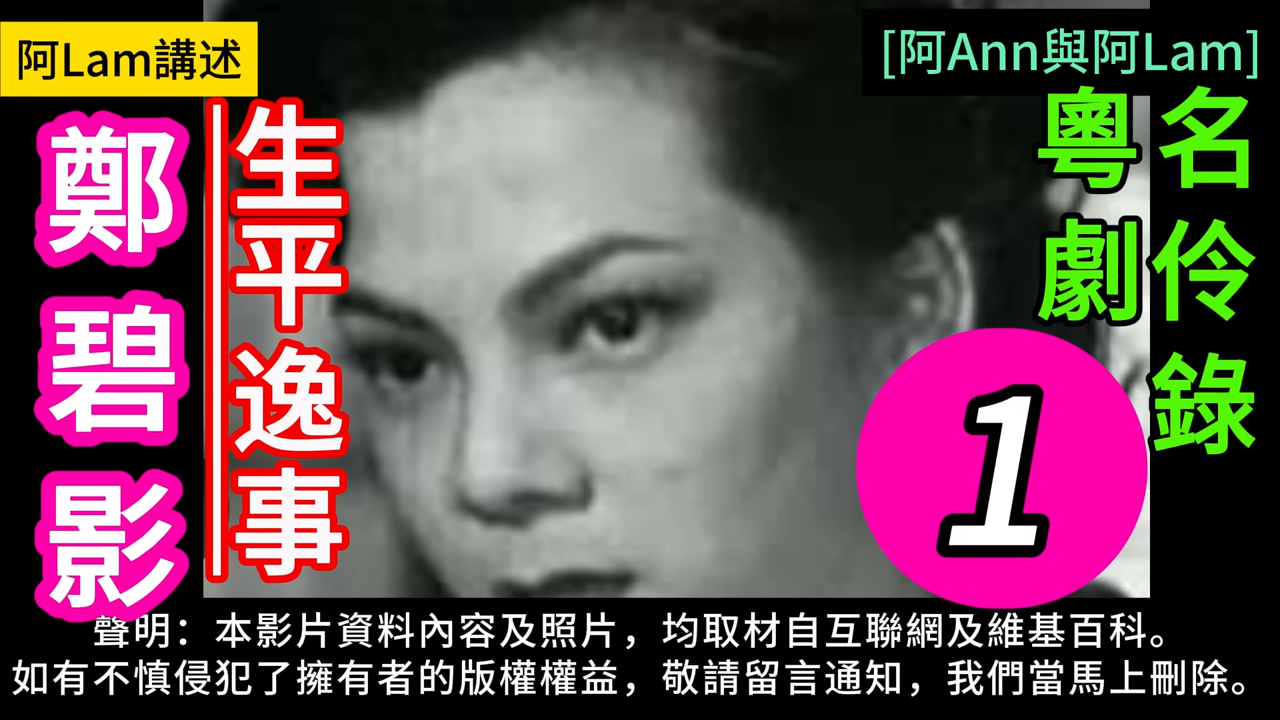 阿Lam講述
[阿Ann與阿Lam]
鄭碧影
生平逸事
粵劇
名伶錄
1
聲明：本影片資料內容及照片，均取材自互聯網及維基百科。
如有不慎侵犯了擁有者的版權權益，敬請留言通知，我們當馬上刪除。